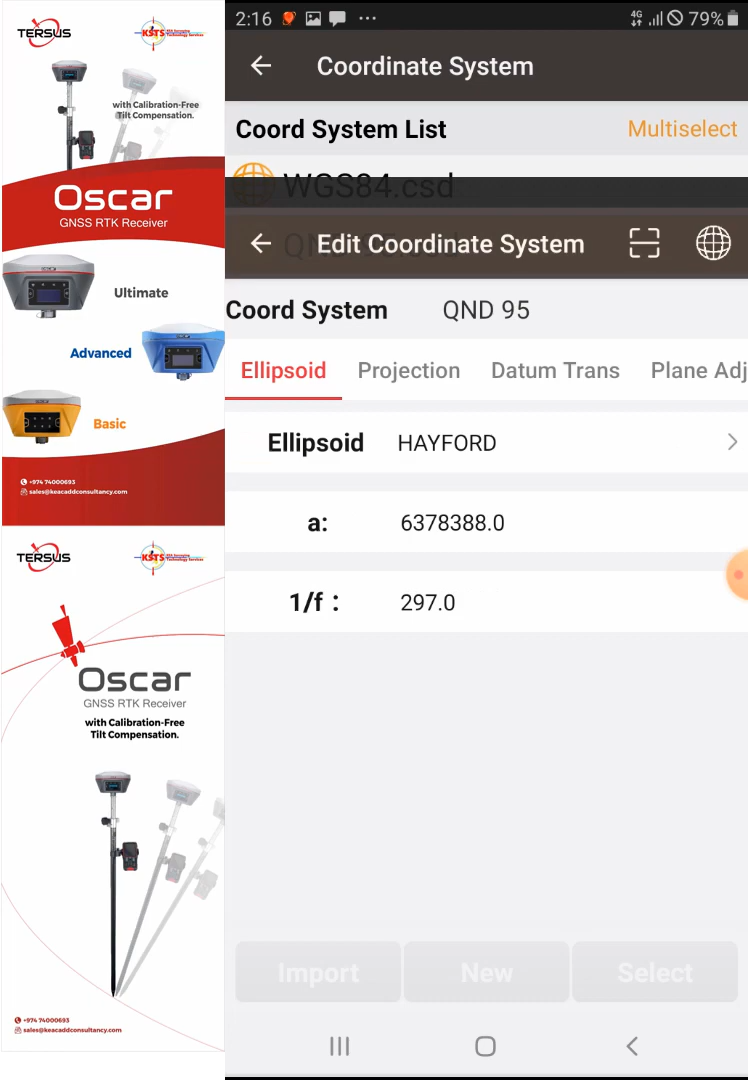 TERSUS
KSTS
with Calibration-Free
Tilt Compensation.
Oscar
GNSS RTK Receiver
Ultimate
Advanced
Basic
+974 74000693
sales@keacaddconsultancy.com
TERSUS
KSTS
Oscar
GNSS RTK Receiver
with Calibration-Free
Tilt Compensation.
+974 74000693
sales@keacaddconsultancy.com
2:16 4G 79%
Coordinate System
Coord System List Multiselect
WGS84.csd
Edit Coordinate System
Coord System QND 95
Ellipsoid Projection Datum Trans Plane Adj
Ellipsoid HAYFORD
a: 6378388.0
1/f : 297.0
Import New Select